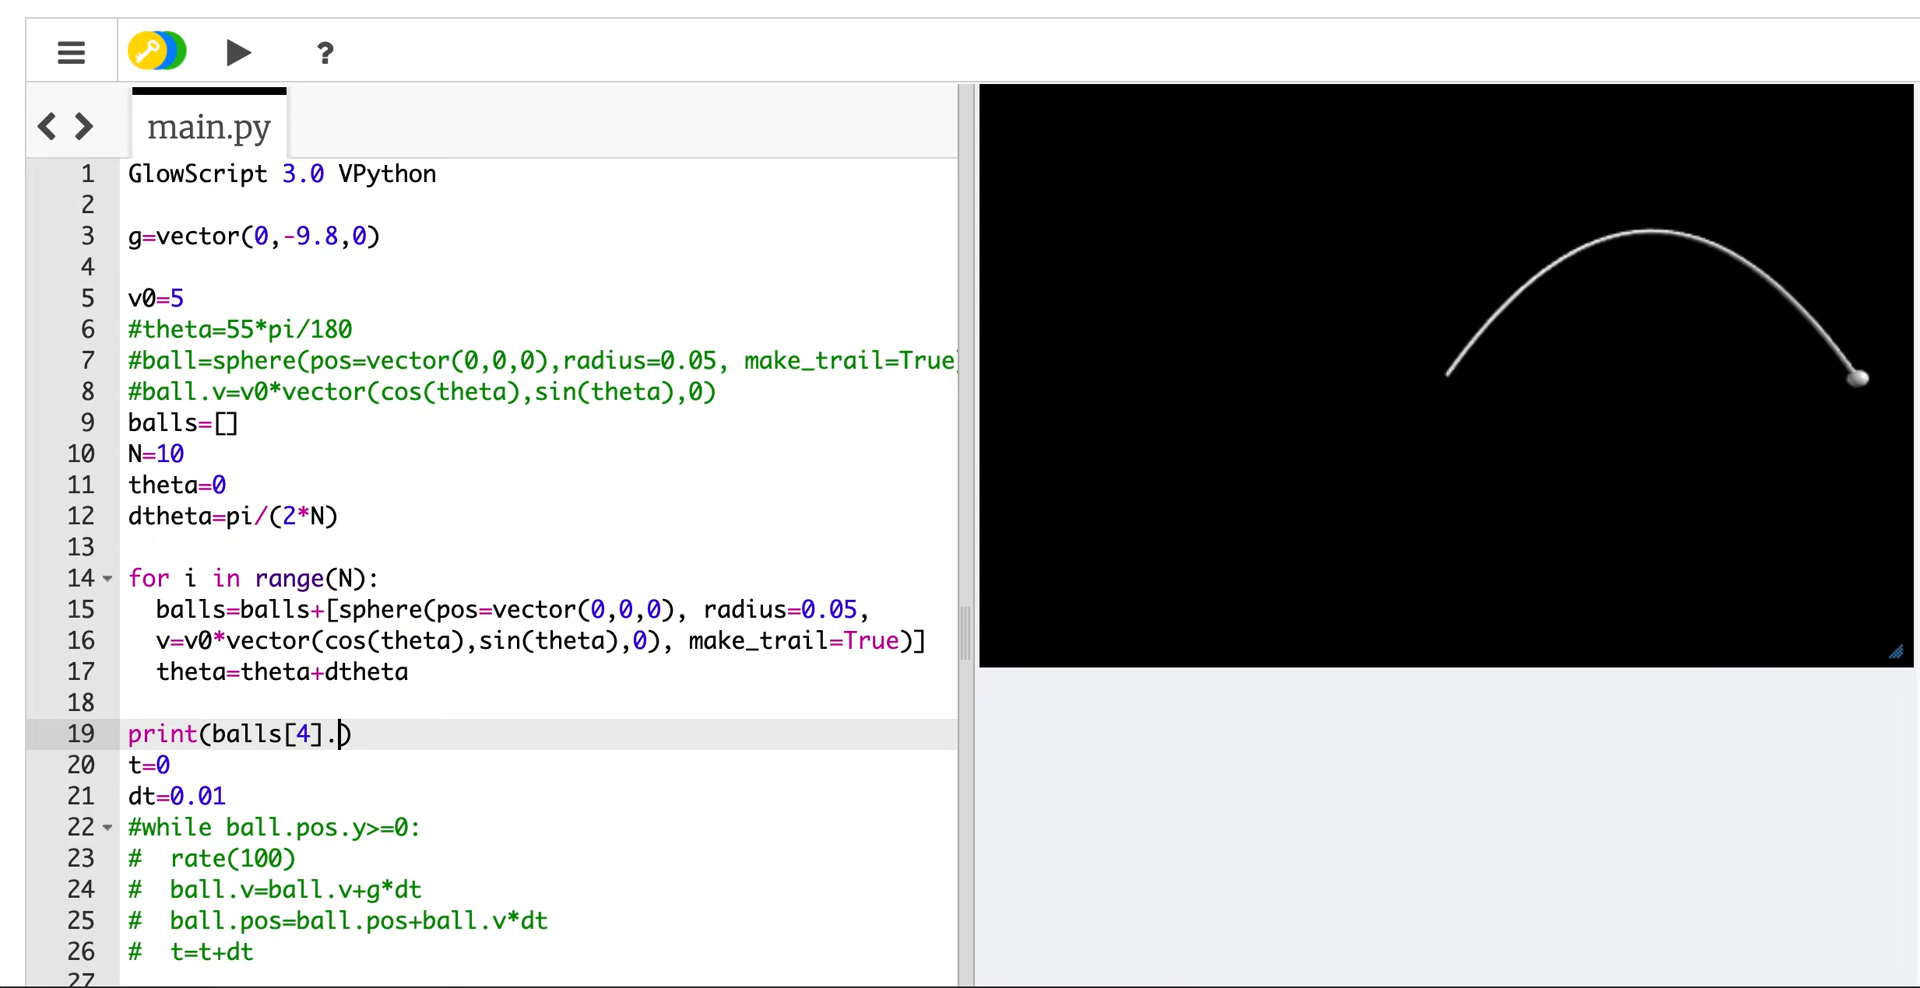 ?
main.py
1 GlowScript 3.0 VPython
2
3 g=vector(0,-9.8,0)
4
5 v0=5
6 #theta=55*pi/180
7 #ball=sphere(pos=vector(0,0,0),radius=0.05, make_trail=True)
8 #ball.v=v0*vector(cos(theta),sin(theta),0)
9 balls=[]
10 N=10
11 theta=0
12 dtheta=pi/(2*N)
13
14 for i in range(N):
15   balls=balls+[sphere(pos=vector(0,0,0), radius=0.05,
16   v=v0*vector(cos(theta),sin(theta),0), make_trail=True)]
17   theta=theta+dtheta
18
19 print(balls[4].)
20 t=0
21 dt=0.01
22 #while ball.pos.y>=0:
23 #  rate(100)
24 #  ball.v=ball.v+g*dt
25 #  ball.pos=ball.pos+ball.v*dt
26 #  t=t+dt
27